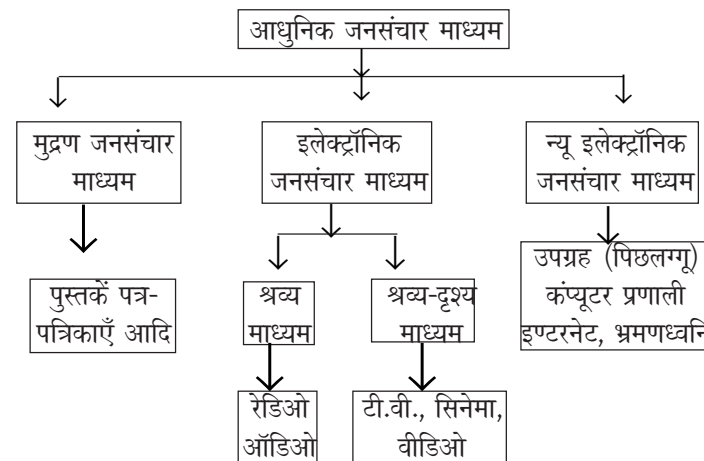 आधुनिक जनसंचार माध्यम
मुद्रण जनसंचार
माध्यम
इलेक्ट्रॉनिक
जनसंचार माध्यम
न्यू इलेक्ट्रॉनिक
जनसंचार माध्यम
पुस्तकें पत्र-
पत्रिकाएँ आदि
श्रव्य
माध्यम
श्रव्य-दृश्य
माध्यम
उपग्रह (पिछलग्गू)
कंप्यूटर प्रणाली
इण्टरनेट, भ्रमणध्वनि
रेडिओ
ऑडिओ
टी.वी., सिनेमा,
वीडिओ